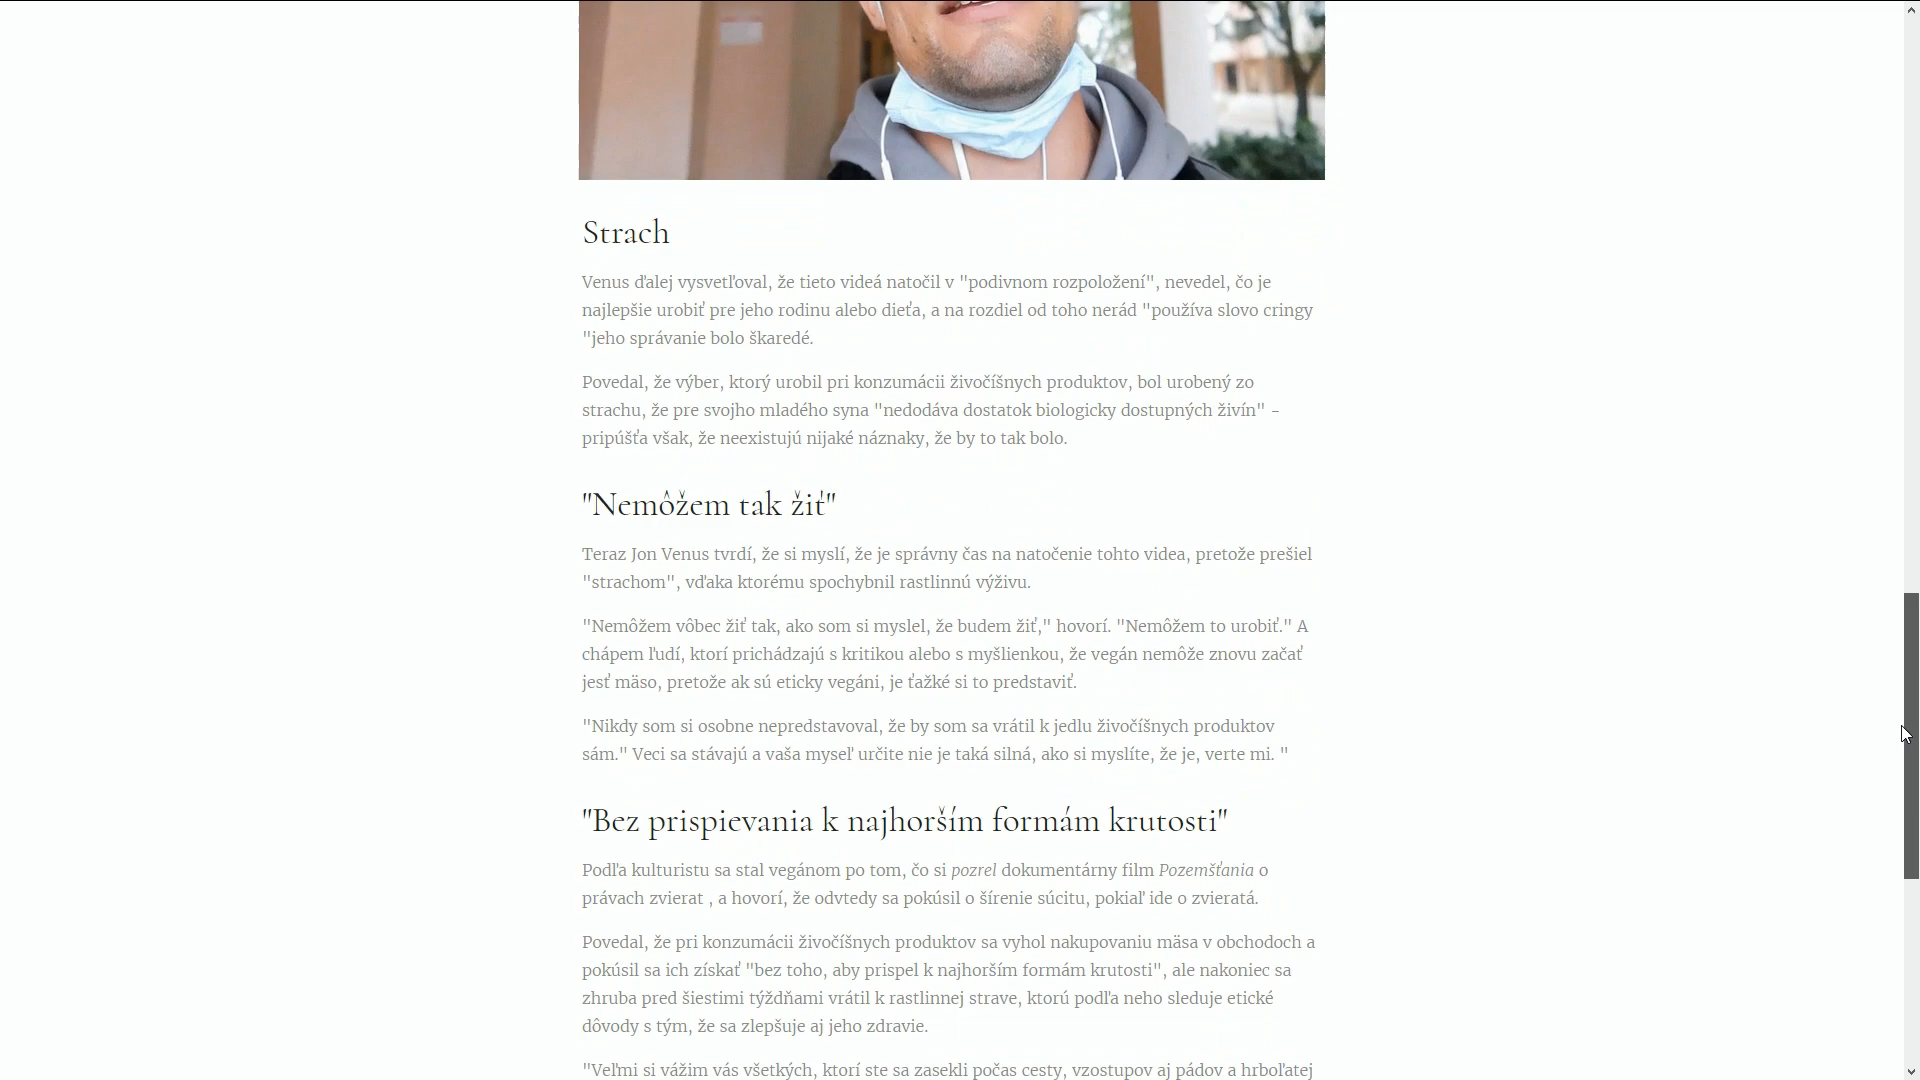 Strach
Venus ďalej vysvetľoval, že tieto videá natočil v "podivnom rozpoložení", nevedel, čo je
najlepšie urobiť pre jeho rodinu alebo dieťa, a na rozdiel od toho nerád "používa slovo cringy
"jeho správanie bolo škaredé.
Povedal, že výber, ktorý urobil pri konzumácii živočíšnych produktov, bol urobený zo
strachu, že pre svojho mladého syna "nedodáva dostatok biologicky dostupných živín" -
pripúšťa však, že neexistujú nijaké náznaky, že by to tak bolo.
"Nemôžem tak žiť"
Teraz Jon Venus tvrdí, že si myslí, že je správny čas na natočenie tohto videa, pretože prešiel
"strachom", vďaka ktorému spochybnil rastlinnú výživu.
"Nemôžem vôbec žiť tak, ako som si myslel, že budem žiť," hovorí. "Nemôžem to urobiť." A
chápem ľudí, ktorí prichádzajú s kritikou alebo s myšlienkou, že vegán nemôže znovu začať
jesť mäso, pretože ak sú eticky vegáni, je ťažké si to predstaviť.
"Nikdy som si osobne nepredstavoval, že by som sa vrátil k jedlu živočíšnych produktov
sám." Veci sa stávajú a vaša myseľ určite nie je taká silná, ako si myslíte, že je, verte mi. "
"Bez prispievania k najhorším formám krutosti"
Podľa kulturistu sa stal vegánom po tom, čo si pozrel dokumentárny film Pozemšťania o
právach zvierat , a hovorí, že odvtedy sa pokúsil o šírenie súcitu, pokiaľ ide o zvieratá.
Povedal, že pri konzumácii živočíšnych produktov sa vyhol nakupovaniu mäsa v obchodoch a
pokúsil sa ich získať "bez toho, aby prispel k najhorším formám krutosti", ale nakoniec sa
zhruba pred šiestimi týždňami vrátil k rastlinnej strave, ktorú podľa neho sleduje etické
dôvody s tým, že sa zlepšuje aj jeho zdravie.
"Veľmi si vážim vás všetkých, ktorí ste sa zasekli počas cesty, vzostupov aj pádov a hrboľatej